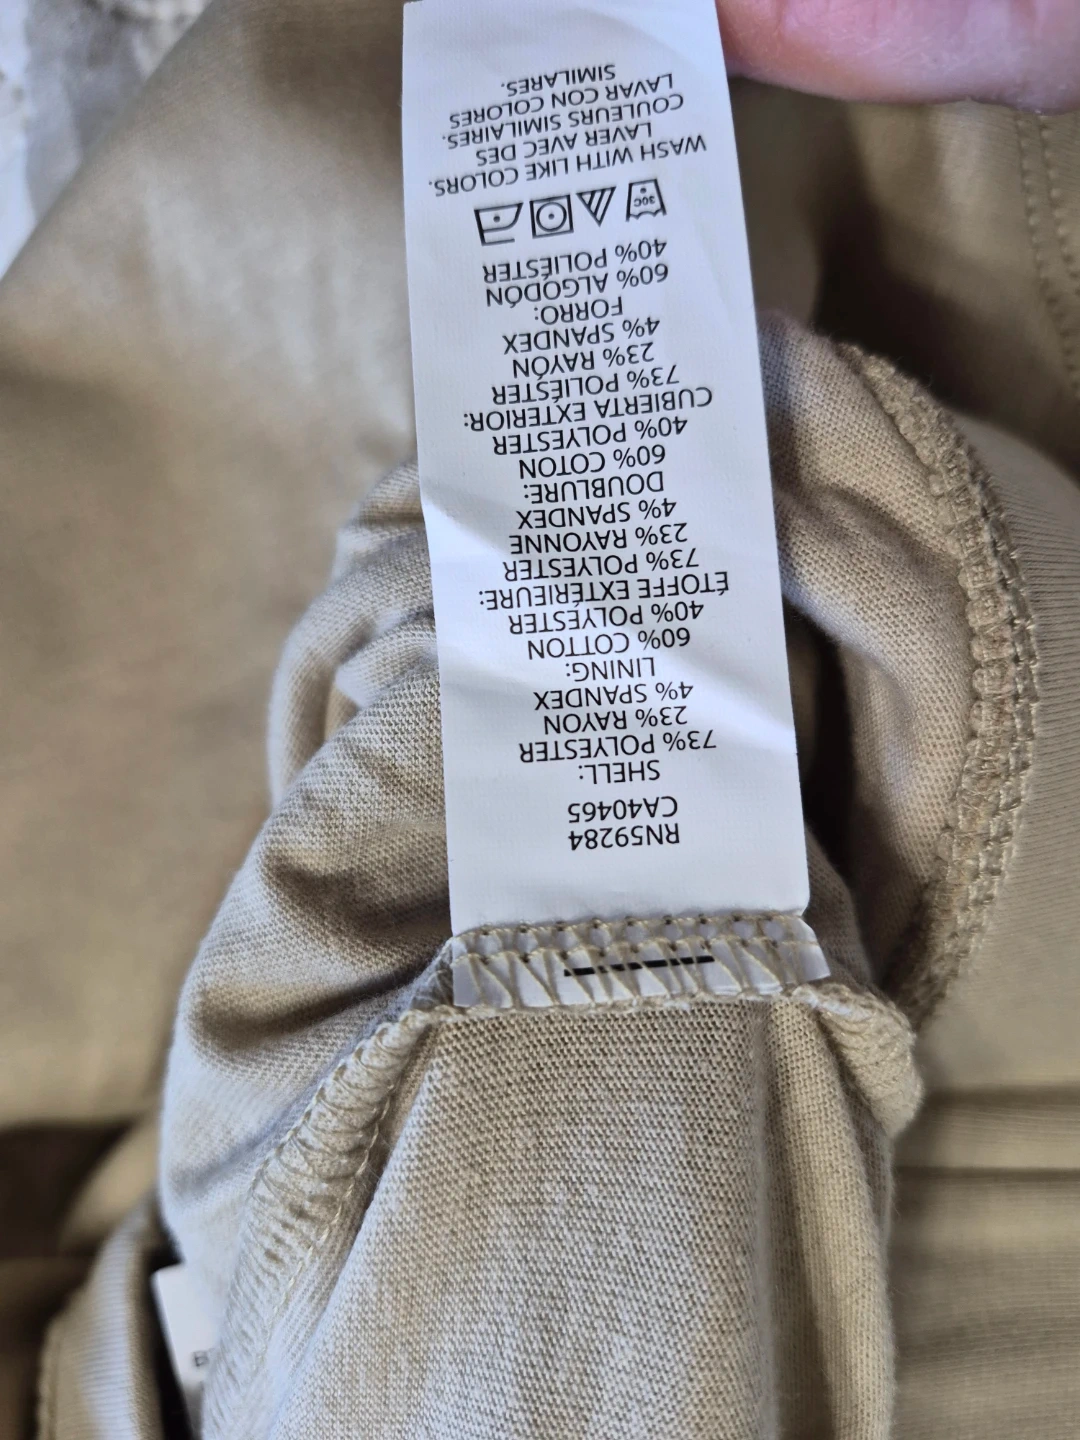 RN59284
CA40465
SHELL:
73% POLYESTER
23% RAYON
4% SPANDEX
LINING:
60% COTTON
40% POLYESTER
ÉTOFFE EXTÉRIEURE:
73% POLYESTER
23% RAYONNE
4% SPANDEX
DOUBLURE:
60% COTON
40% POLYESTER
CUBIERTA EXTERIOR:
73% POLIÉSTER
23% RAYÓN
4% SPANDEX
FORRO:
60% ALGODÓN
40% POLIÉSTER
30C
WASH WITH LIKE COLORS.
LAVER AVEC DES
COULEURS SIMILAIRES.
LAVAR CON COLORES
SIMILARES.